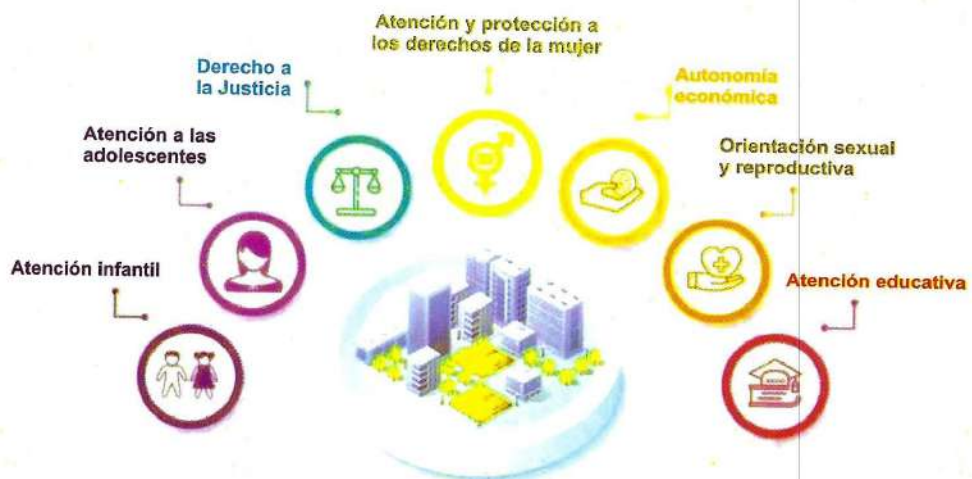 Atención y protección a
los derechos de la mujer
Derecho a
la Justicia
Autonomía
económica
Atención a las
adolescentes
Orientación sexual
y reproductiva
Atención infantil
Atención educativa